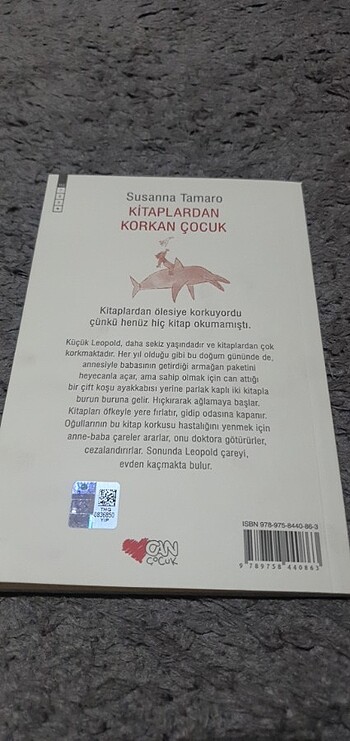 Susanna Tamaro
KİTAPLARDAN
KORKAN ÇOCUK
Kitaplardan ölesiye korkuyordu
çünkü henüz hiç kitap okumamıştı.
Küçük Leopold, daha sekiz yaşındadır ve kitaplardan çok
korkmaktadır. Her yıl olduğu gibi bu doğum gününde de,
annesiyle babasının getirdiği armağan paketini
heyecanla açar, ama sahip olmak için can attığı
bir çift koşu ayakkabısı yerine parlak kaplı iki kitapla
burun buruna gelir. Hıçkırarak ağlamaya başlar.
Kitapları öfkeyle yere fırlatır, gidip odasına kapanır.
Oğullarının bu kitap korkusu hastalığını yenmek için
anne-baba çareler ararlar, onu doktora götürürler,
cezalandırırlar. Sonunda Leopold çareyi,
evden kaçmakta bulur.
0836850
ISBN 978-975-8440-86-3
9 789758 440863
CAN
ÇOCUK